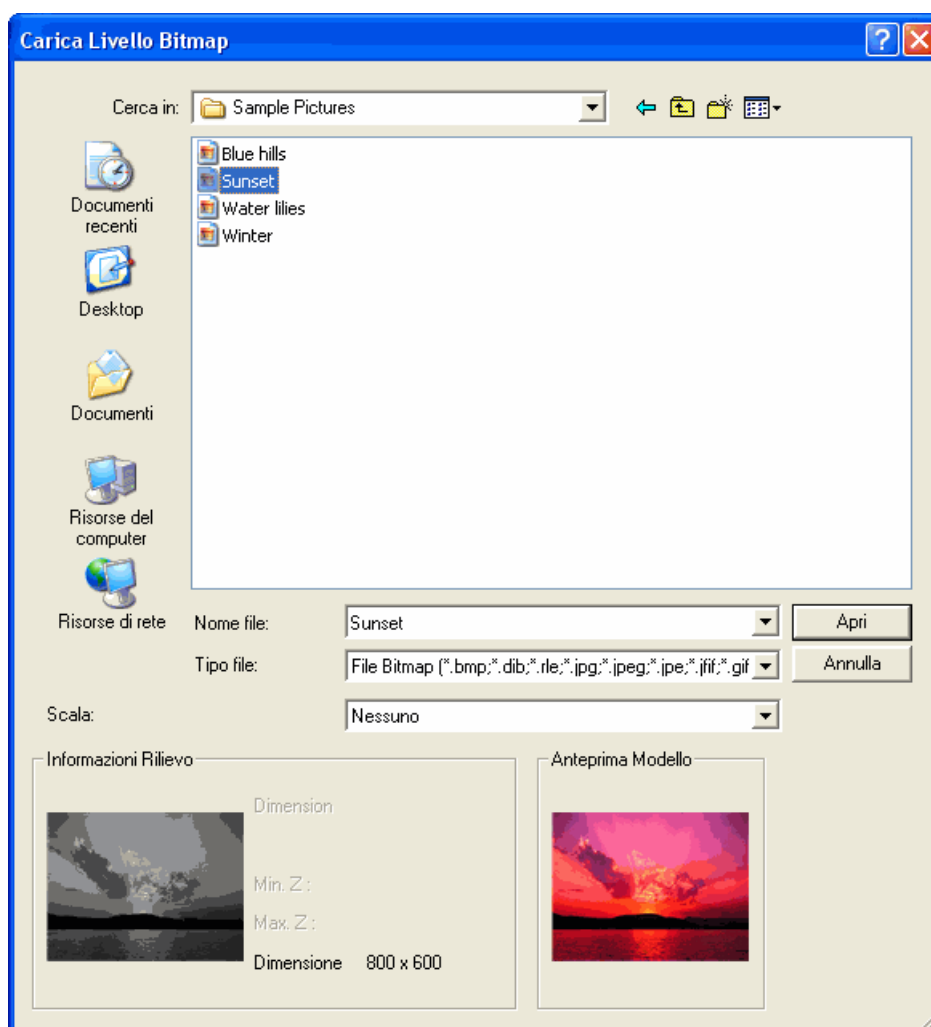 Carica Livello Bitmap
Cerca in: Sample Pictures
Blue hills
Sunset
Water lilies
Winter
Documenti
recenti
Desktop
Documenti
Risorse del
computer
Risorse di rete
Nome file: Sunset Apri
Tipo file: File Bitmap (*.bmp;*.dib;*.rle;*.jpg;*.jpeg;*.jpe;*.jfif;*.gif Annulla
Scala: Nessuno
Informazioni Rilievo
Dimension
Min. Z :
Max. Z :
Dimensione 800 x 600
Anteprima Modello